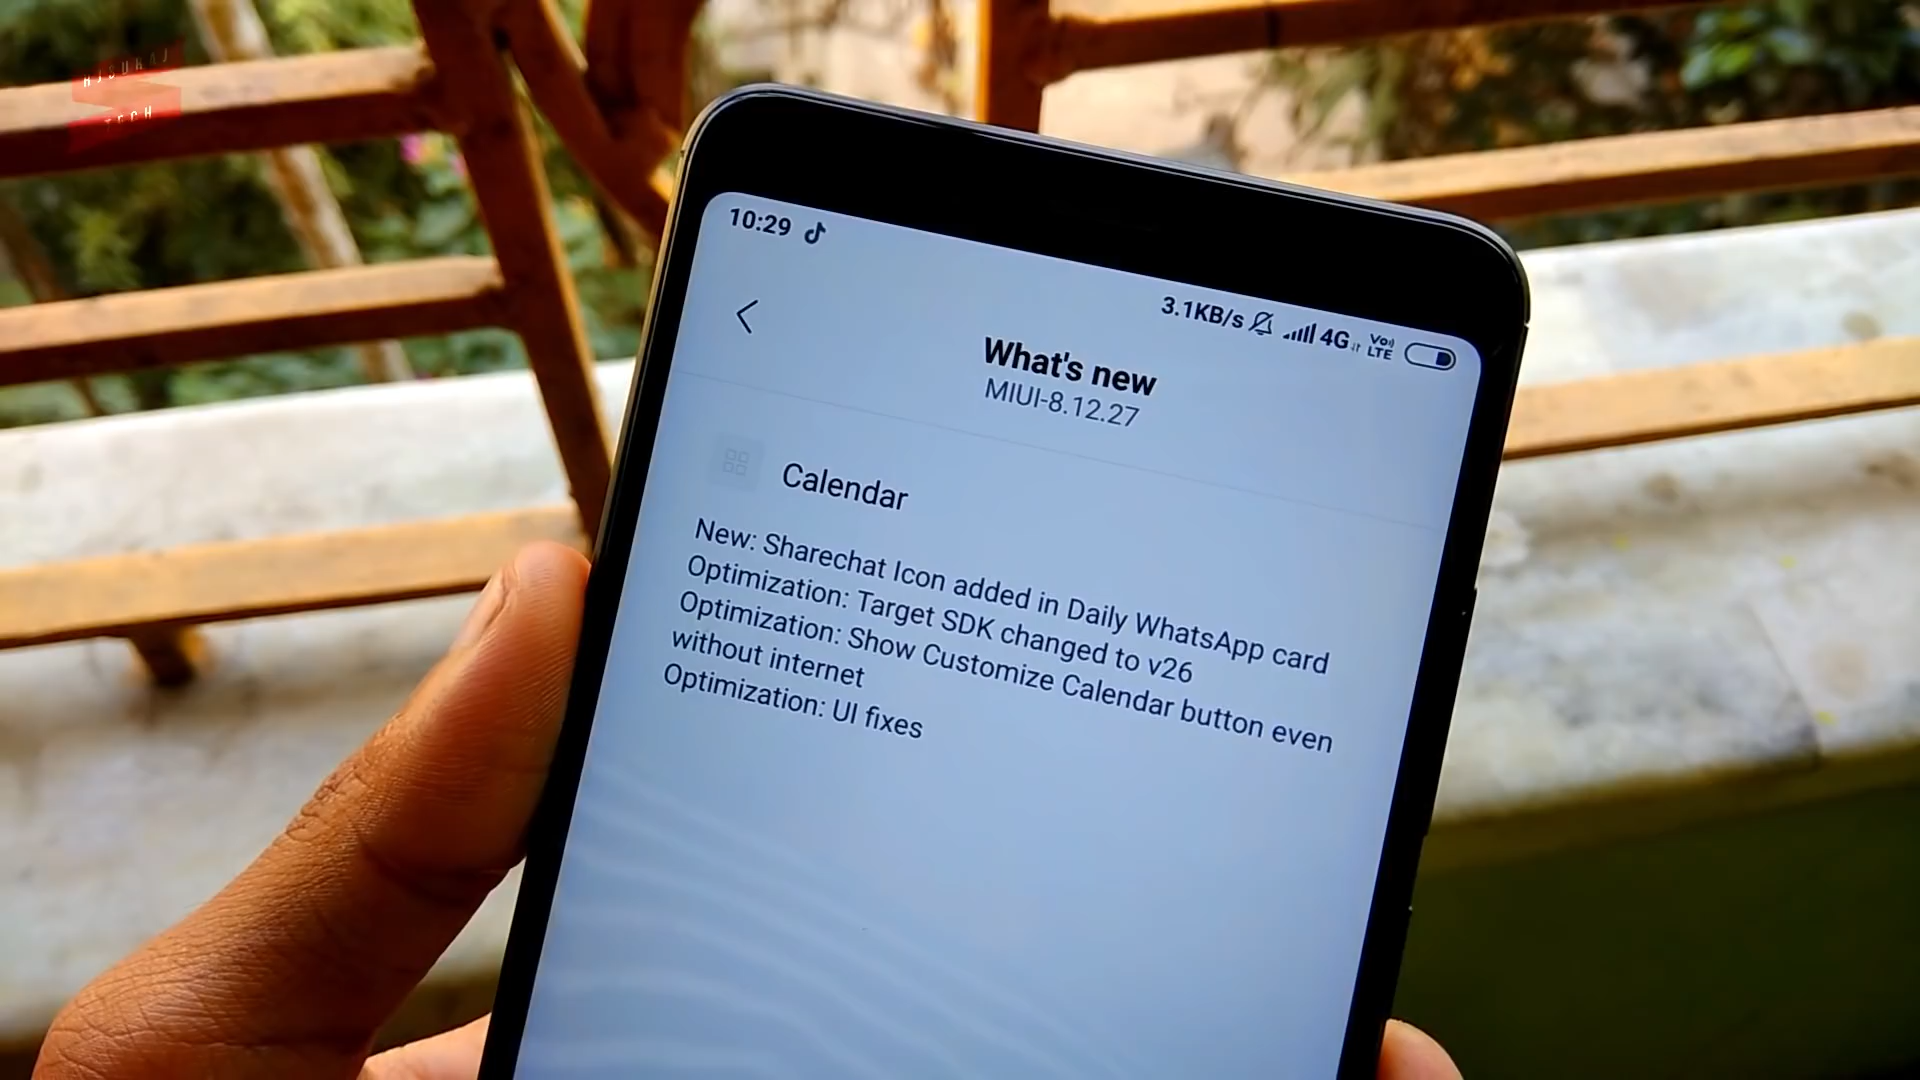 HJSURAJ
TECH
10:29
3.1KB/s 4G Vo) LTE
What's new
MIUI-8.12.27
Calendar
New: Sharechat Icon added in Daily WhatsApp card
Optimization: Target SDK changed to v26
Optimization: Show Customize Calendar button even
without internet
Optimization: UI fixes